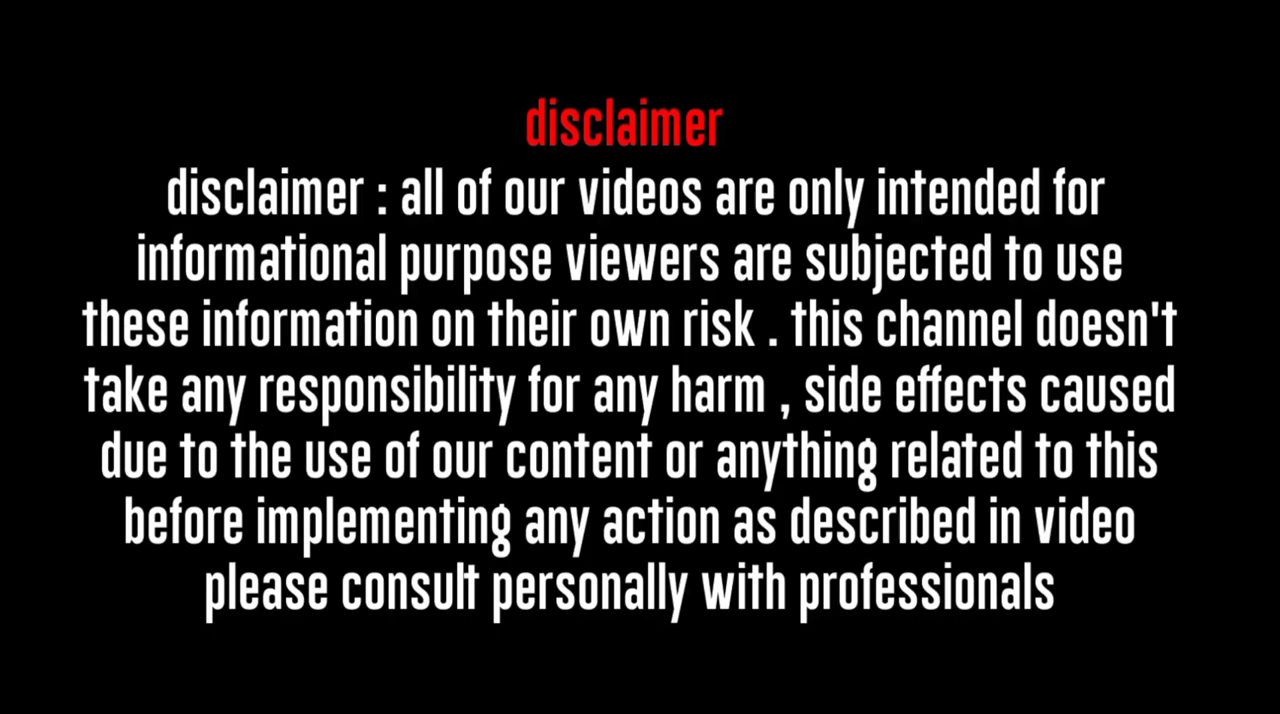 disclaimer
disclaimer : all of our videos are only intended for
informational purpose viewers are subjected to use
these information on their own risk . this channel doesn't
take any responsibility for any harm , side effects caused
due to the use of our content or anything related to this
before implementing any action as described in video
please consult personally with professionals